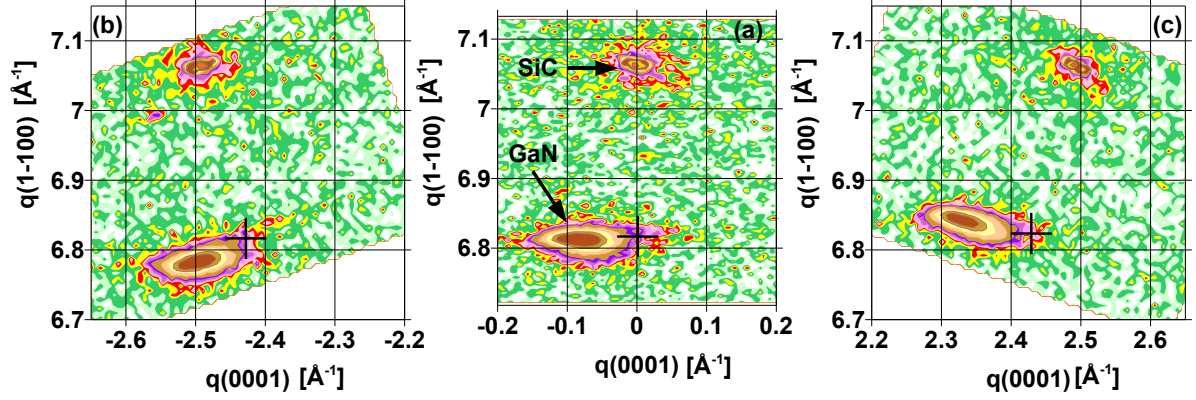 (b)
7.1
7
6.9
6.8
6.7
q(1-100) [Å⁻¹]
-2.6
-2.5
-2.4
-2.3
-2.2
q(0001) [Å⁻¹]
(a)
SiC
GaN
7.1
7
6.9
6.8
q(1-100) [Å⁻¹]
-0.2
-0.1
0
0.1
0.2
q(0001) [Å⁻¹]
(c)
7.1
7
6.9
6.8
6.7
q(1-100) [Å⁻¹]
2.2
2.3
2.4
2.5
2.6
q(0001) [Å⁻¹]